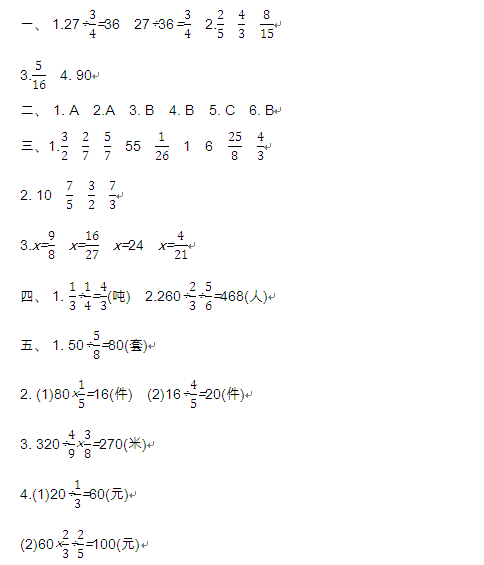 一、 1.27÷3/4=36 27÷36=3/4 2.2/5 4/3 8/15
3.5/16 4. 90
二、 1. A 2.A 3. B 4. B 5. C 6. B
三、1.3/2 2/7 5/7 55 1/26 1 6 25/8 4/3
2. 10 7/5 3/2 7/3
3.x=9/8 x=16/27 x=24 x=4/21
四、 1. 1/3÷1/4=4/3(吨) 2.260÷2/3÷5/6=468(人)
五、 1. 50÷5/8=80(套)
2. (1)80×1/5=16(件) (2)16÷4/5=20(件)
3. 320÷4/9×3/8=270(米)
4.(1)20÷1/3=60(元)
(2)60×2/3÷2/5=100(元)